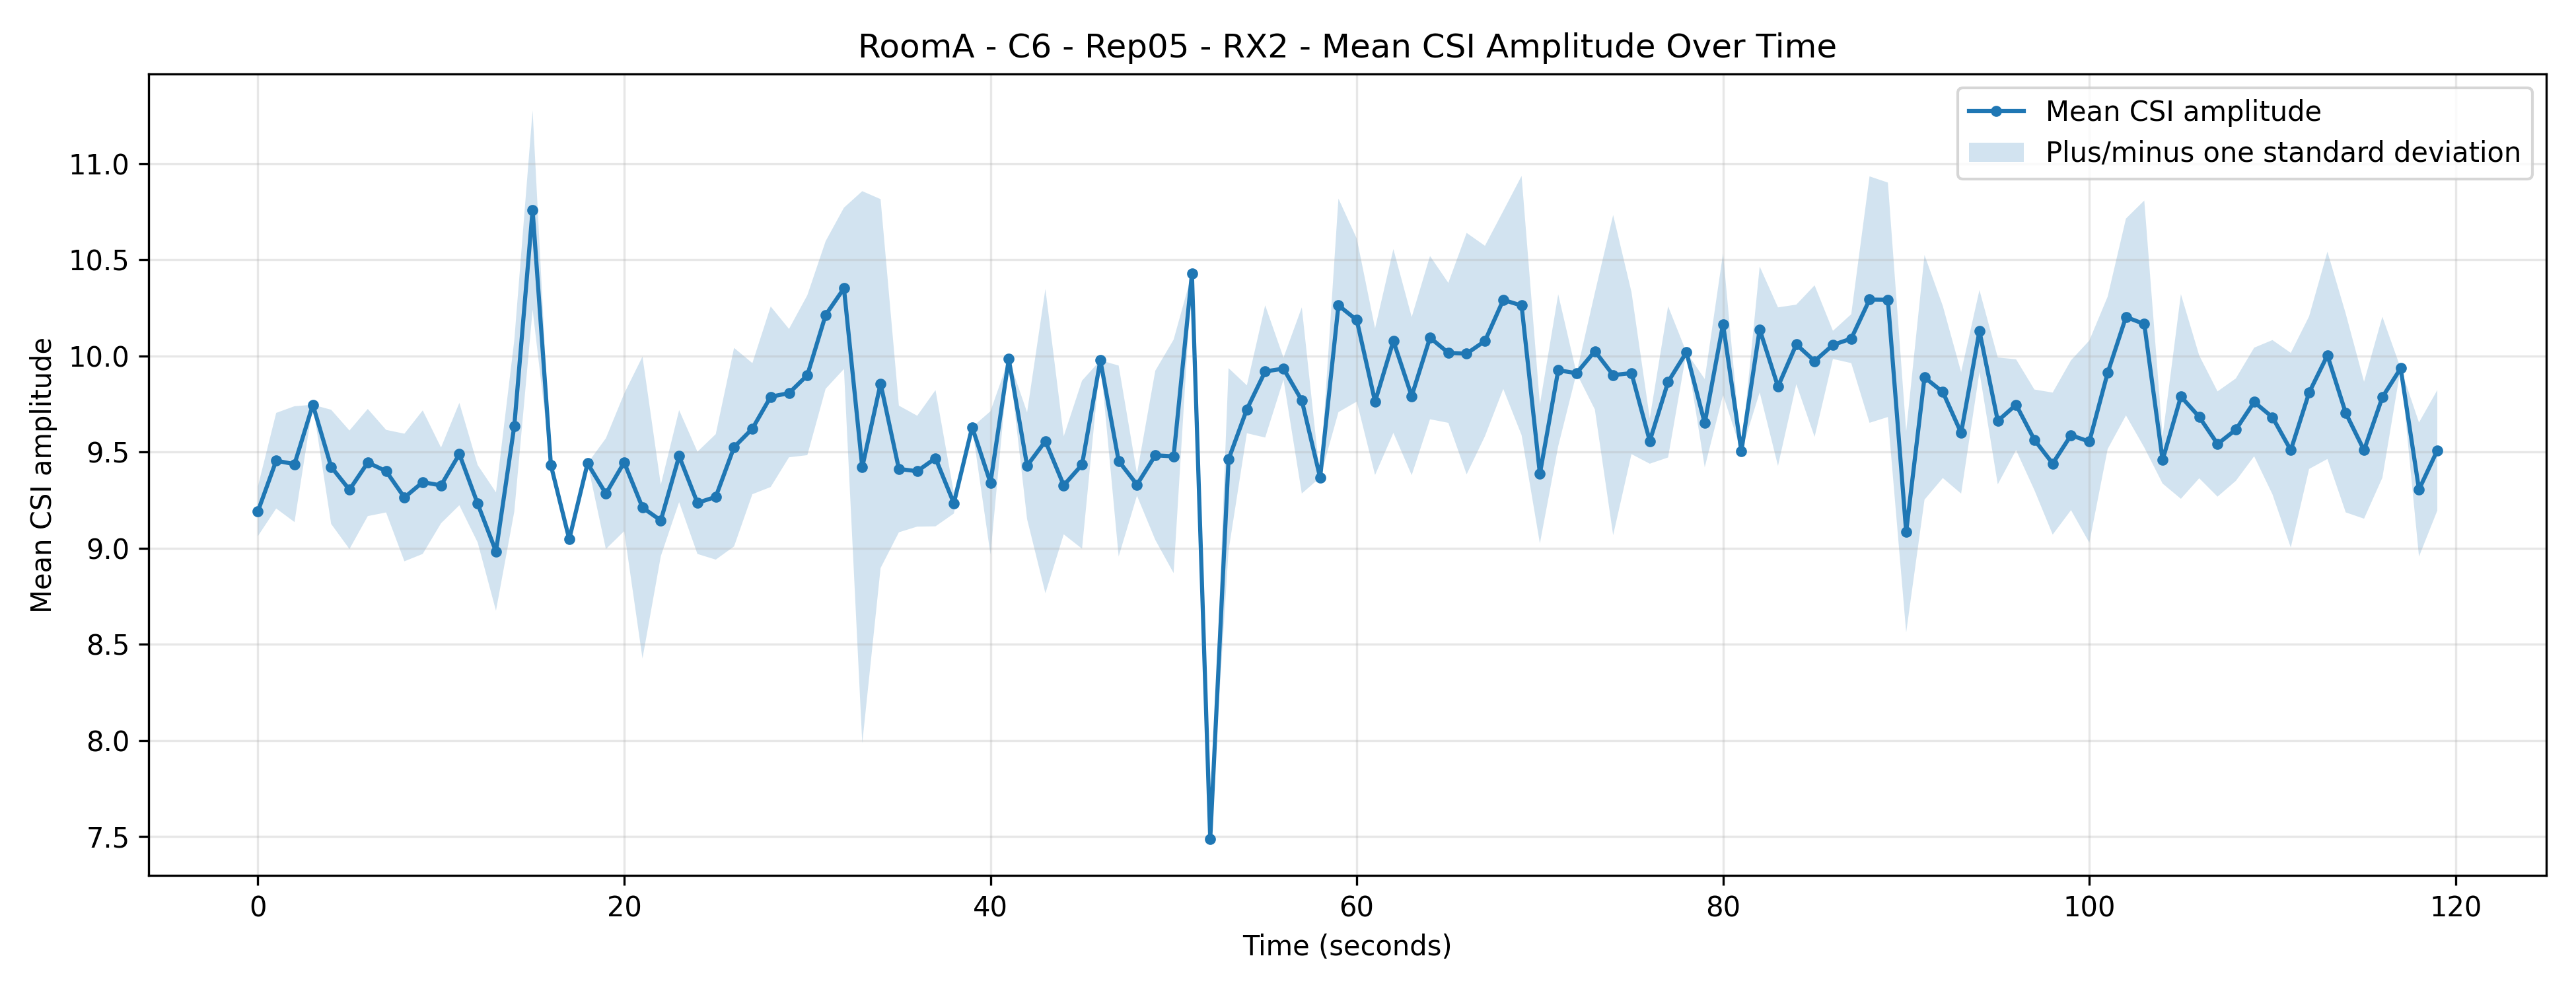 RoomA - C6 - Rep05 - RX2 - Mean CSI Amplitude Over Time
Mean CSI amplitude
Plus/minus one standard deviation
Mean CSI amplitude
11.0
10.5
10.0
9.5
9.0
8.5
8.0
7.5
0 20 40 60 80 100 120
Time (seconds)